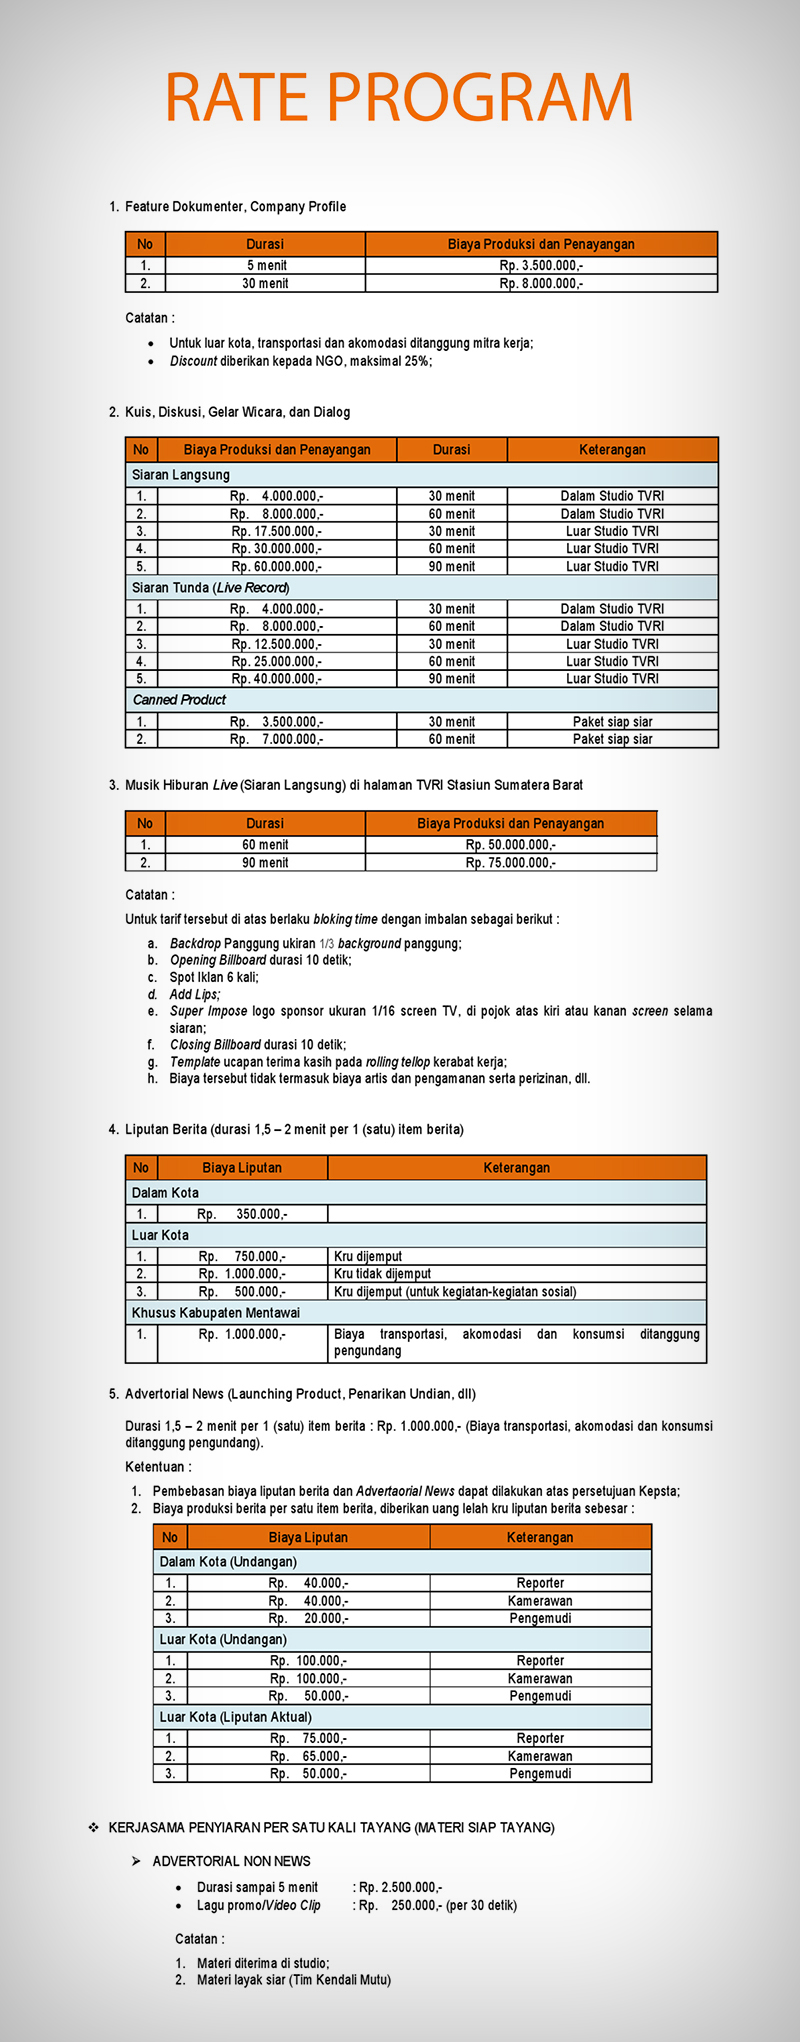 RATE PROGRAM
1. Feature Dokumenter, Company Profile
No Durasi Biaya Produksi dan Penayangan
1. 5 menit Rp. 3.500.000,-
2. 30 menit Rp. 8.000.000,-
Catatan :
• Untuk luar kota, transportasi dan akomodasi ditanggung mitra kerja;
• Discount diberikan kepada NGO, maksimal 25%;
2. Kuis, Diskusi, Gelar Wicara, dan Dialog
No Biaya Produksi dan Penayangan Durasi Keterangan
Siaran Langsung
1. Rp. 4.000.000,- 30 menit Dalam Studio TVRI
2. Rp. 8.000.000,- 60 menit Dalam Studio TVRI
3. Rp. 17.500.000,- 30 menit Luar Studio TVRI
4. Rp. 30.000.000,- 60 menit Luar Studio TVRI
5. Rp. 60.000.000,- 90 menit Luar Studio TVRI
Siaran Tunda (Live Record)
1. Rp. 4.000.000,- 30 menit Dalam Studio TVRI
2. Rp. 8.000.000,- 60 menit Dalam Studio TVRI
3. Rp. 12.500.000,- 30 menit Luar Studio TVRI
4. Rp. 25.000.000,- 60 menit Luar Studio TVRI
5. Rp. 40.000.000,- 90 menit Luar Studio TVRI
Canned Product
1. Rp. 3.500.000,- 30 menit Paket siap siar
2. Rp. 7.000.000,- 60 menit Paket siap siar
3. Musik Hiburan Live (Siaran Langsung) di halaman TVRI Stasiun Sumatera Barat
No Durasi Biaya Produksi dan Penayangan
1. 60 menit Rp. 50.000.000,-
2. 90 menit Rp. 75.000.000,-
Catatan :
Untuk tarif tersebut di atas berlaku bloking time dengan imbalan sebagai berikut :
a. Backdrop Panggung ukiran 1/3 background panggung;
b. Opening Billboard durasi 10 detik;
c. Spot Iklan 6 kali;
d. Add Lips;
e. Super Impose logo sponsor ukuran 1/16 screen TV, di pojok atas kiri atau kanan screen selama
siaran;
f. Closing Billboard durasi 10 detik;
g. Template ucapan terima kasih pada rolling tellop kerabat kerja;
h. Biaya tersebut tidak termasuk biaya artis dan pengamanan serta perizinan, dll.
4. Liputan Berita (durasi 1,5 – 2 menit per 1 (satu) item berita)
No Biaya Liputan Keterangan
Dalam Kota
1. Rp. 350.000,-
Luar Kota
1. Rp. 750.000,- Kru dijemput
2. Rp. 1.000.000,- Kru tidak dijemput
3. Rp. 500.000,- Kru dijemput (untuk kegiatan-kegiatan sosial)
Khusus Kabupaten Mentawai
1. Rp. 1.000.000,- Biaya transportasi, akomodasi dan konsumsi ditanggung
pengundang
5. Advertorial News (Launching Product, Penarikan Undian, dll)
Durasi 1,5 – 2 menit per 1 (satu) item berita : Rp. 1.000.000,- (Biaya transportasi, akomodasi dan konsumsi
ditanggung pengundang).
Ketentuan :
1. Pembebasan biaya liputan berita dan Advertaorial News dapat dilakukan atas persetujuan Kepsta;
2. Biaya produksi berita per satu item berita, diberikan uang lelah kru liputan berita sebesar :
No Biaya Liputan Keterangan
Dalam Kota (Undangan)
1. Rp. 40.000,- Reporter
2. Rp. 40.000,- Kamerawan
3. Rp. 20.000,- Pengemudi
Luar Kota (Undangan)
1. Rp. 100.000,- Reporter
2. Rp. 100.000,- Kamerawan
3. Rp. 50.000,- Pengemudi
Luar Kota (Liputan Aktual)
1. Rp. 75.000,- Reporter
2. Rp. 65.000,- Kamerawan
3. Rp. 50.000,- Pengemudi
❖ KERJASAMA PENYIARAN PER SATU KALI TAYANG (MATERI SIAP TAYANG)
➢ ADVERTORIAL NON NEWS
• Durasi sampai 5 menit : Rp. 2.500.000,-
• Lagu promo/Video Clip : Rp. 250.000,- (per 30 detik)
Catatan :
1. Materi diterima di studio;
2. Materi layak siar (Tim Kendali Mutu)